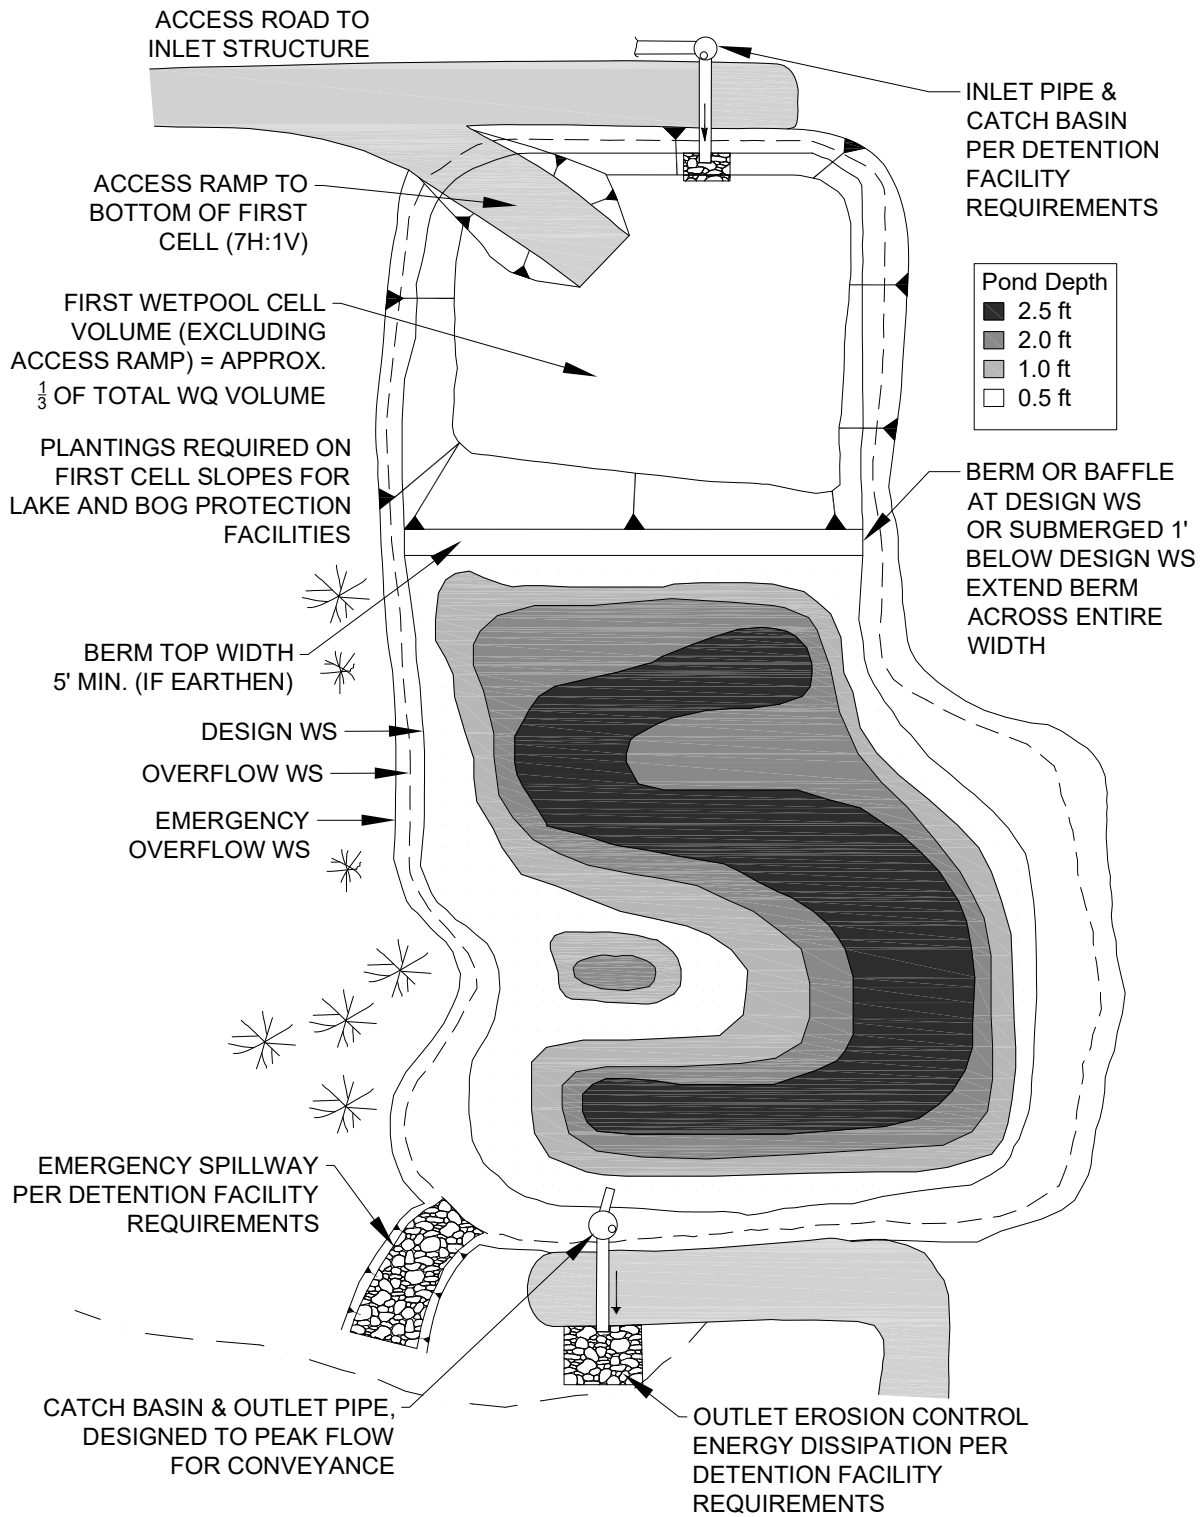 ACCESS ROAD TO
INLET STRUCTURE
INLET PIPE &
CATCH BASIN
PER DETENTION
FACILITY
REQUIREMENTS
ACCESS RAMP TO
BOTTOM OF FIRST
CELL (7H:1V)
Pond Depth
2.5 ft
2.0 ft
1.0 ft
0.5 ft
FIRST WETPOOL CELL
VOLUME (EXCLUDING
ACCESS RAMP) = APPROX.
1/3 OF TOTAL WQ VOLUME
PLANTINGS REQUIRED ON
FIRST CELL SLOPES FOR
LAKE AND BOG PROTECTION
FACILITIES
BERM OR BAFFLE
AT DESIGN WS
OR SUBMERGED 1'
BELOW DESIGN WS
EXTEND BERM
ACROSS ENTIRE
WIDTH
BERM TOP WIDTH
5' MIN. (IF EARTHEN)
DESIGN WS
OVERFLOW WS
EMERGENCY
OVERFLOW WS
EMERGENCY SPILLWAY
PER DETENTION FACILITY
REQUIREMENTS
CATCH BASIN & OUTLET PIPE,
DESIGNED TO PEAK FLOW
FOR CONVEYANCE
OUTLET EROSION CONTROL
ENERGY DISSIPATION PER
DETENTION FACILITY
REQUIREMENTS